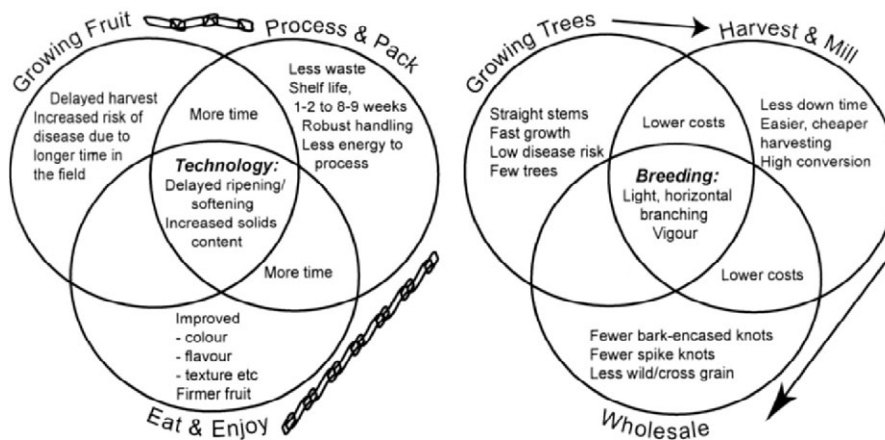 Growing Fruit
Process & Pack
Delayed harvest
Increased risk of
disease due to
longer time in
the field
More time
Less waste
Shelf life,
1-2 to 8-9 weeks
Robust handling
Less energy to
process
Technology:
Delayed ripening/
softening
Increased solids
content
More time
Improved
- colour
- flavour
- texture etc
Firmer fruit
Eat & Enjoy
Growing Trees
Harvest & Mill
Straight stems
Fast growth
Low disease risk
Few trees
Lower costs
Less down time
Easier, cheaper
harvesting
High conversion
Breeding:
Light, horizontal
branching
Vigour
Lower costs
Fewer bark-encased knots
Fewer spike knots
Less wild/cross grain
Wholesale